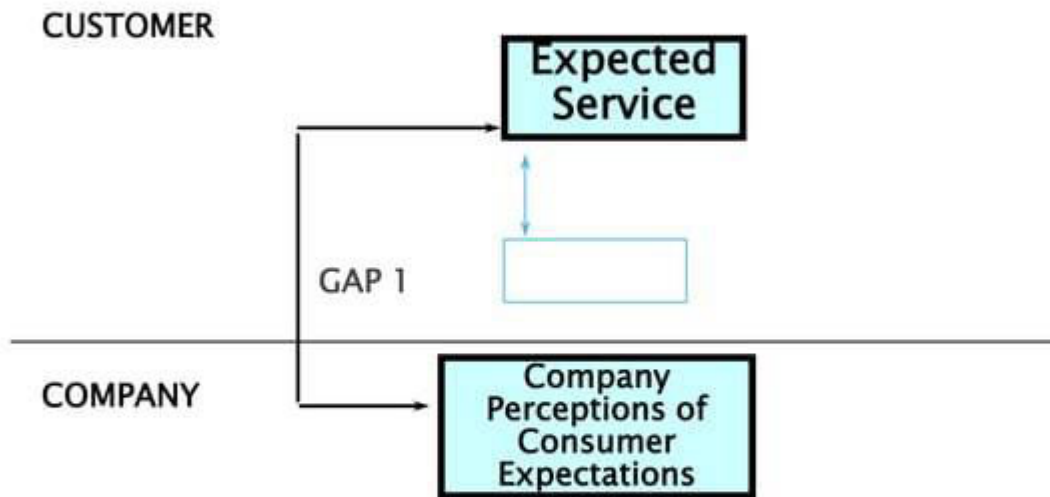 CUSTOMER
Expected
Service
GAP 1
COMPANY
Company
Perceptions of
Consumer
Expectations